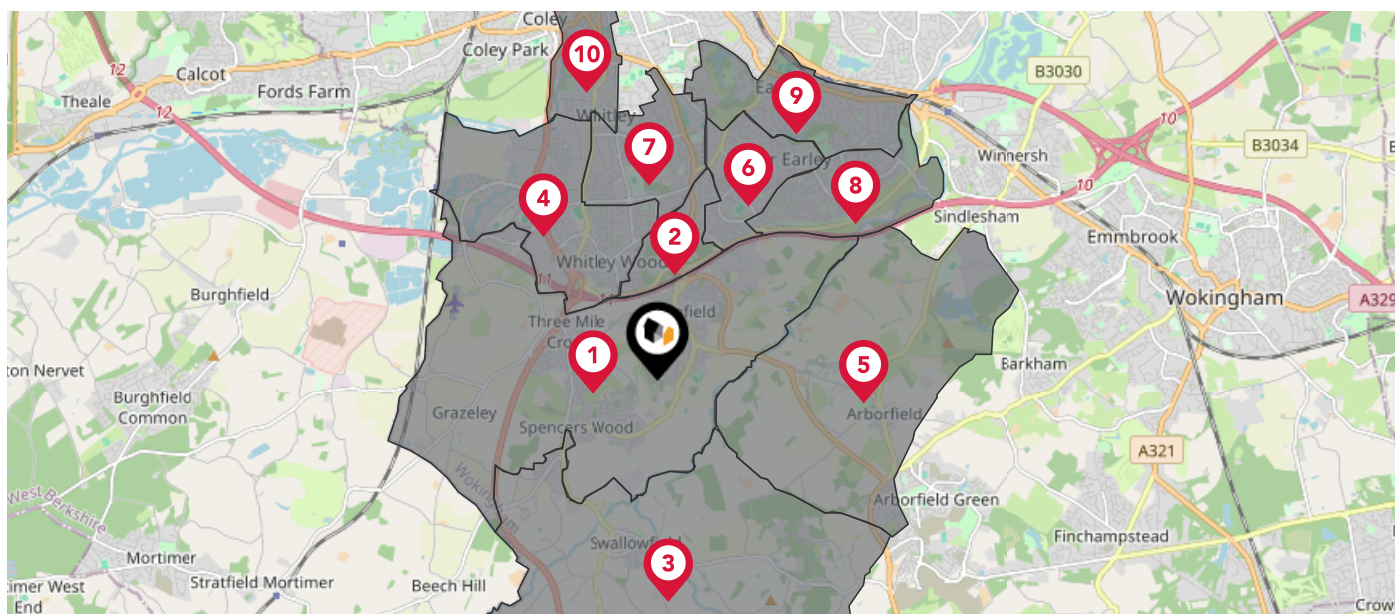 Coley
Coley Park
10
12
Calcot
Theale
Fords Farm
12
Whitley
9
B3030
10
7
B3034
Winnersh
6
Earley
8
10
4
Sindlesham
Emmbrook
2
Whitley Wood
11
Burghfield
Wokingham
A329
Three Mile
field
1
5
Barkham
ton Nervet
Burghfield
Common
Grazeley
Arborfield
Spencers Wood
A321
Wokingham
West Berkshire
Arborfield Green
Finchampstead
Swallowfield
Mortimer
3
timer West
End
Stratfield Mortimer
Beech Hill
Crow